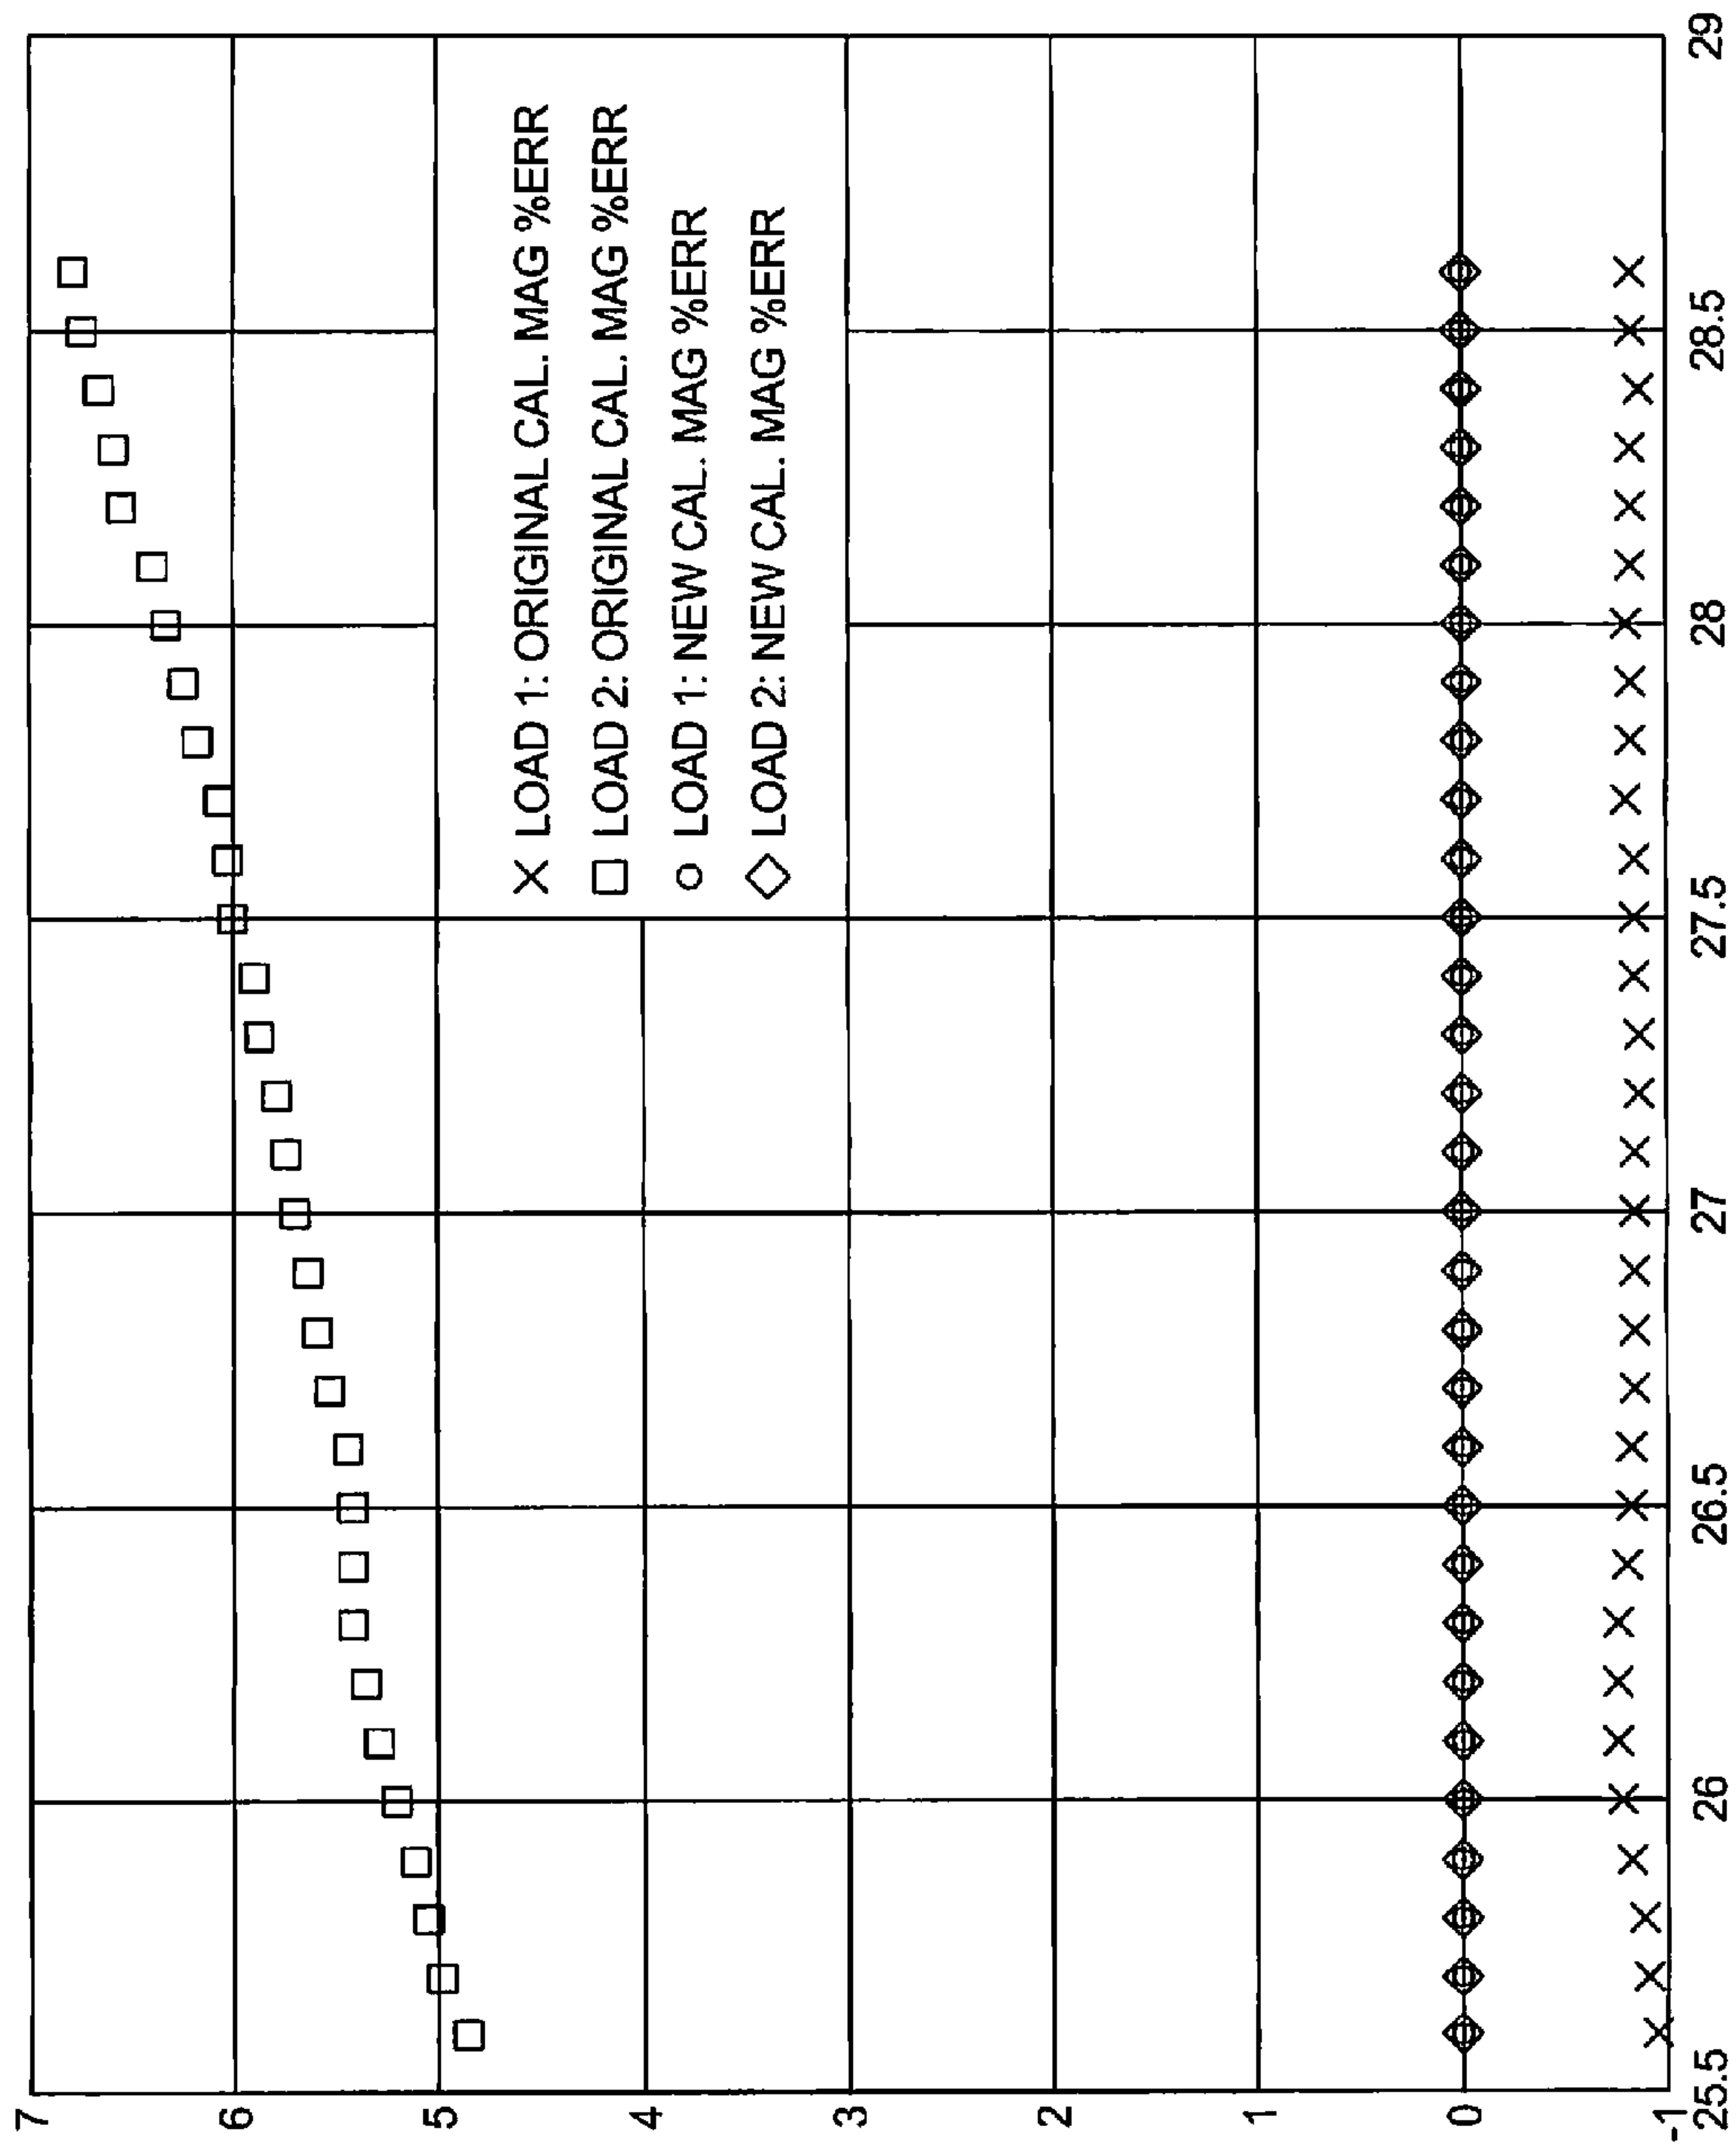 7
6
5
4
3
2
1
0
-1
× LOAD 1: ORIGINAL CAL. MAG %ERR
□ LOAD 2: ORIGINAL CAL. MAG %ERR
○ LOAD 1: NEW CAL. MAG %ERR
◇ LOAD 2: NEW CAL. MAG %ERR
25.5 26 26.5 27 27.5 28 28.5 29